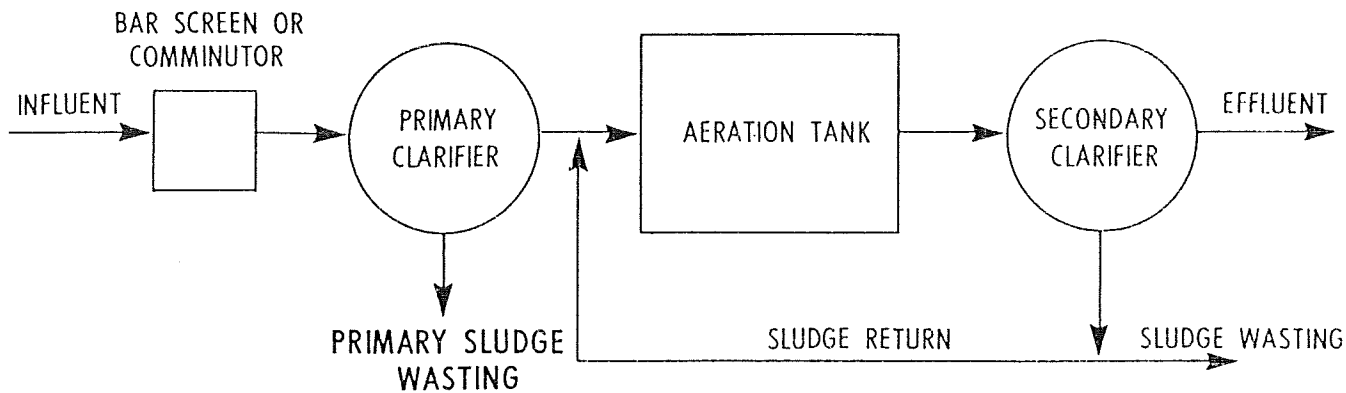 BAR SCREEN OR
COMMINUTOR
INFLUENT
PRIMARY
CLARIFIER
AERATION TANK
SECONDARY
CLARIFIER
EFFLUENT
PRIMARY SLUDGE
WASTING
SLUDGE RETURN
SLUDGE WASTING